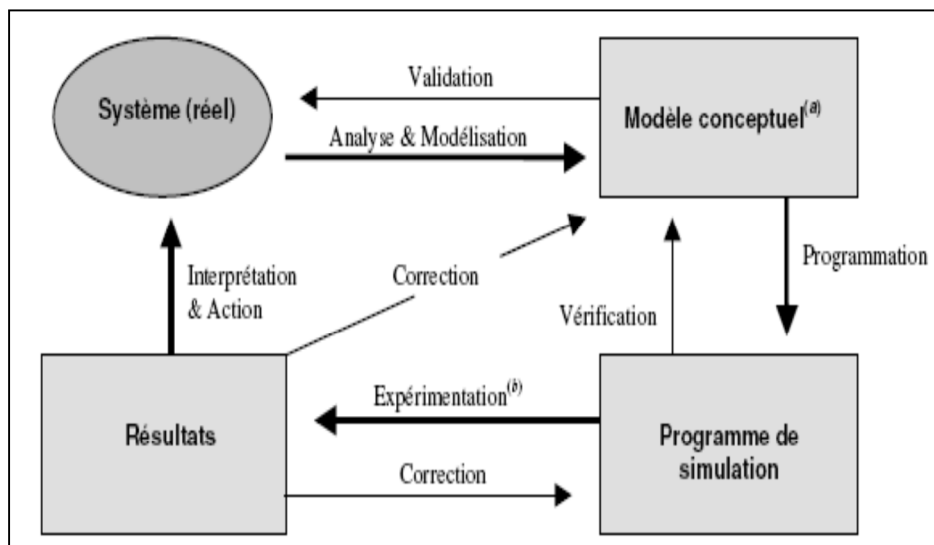 Validation
Système (réel)
Modèle conceptuel(a)
Analyse & Modélisation
Programmation
Interprétation
& Action
Correction
Vérification
Expérimentation(b)
Résultats
Programme de
simulation
Correction